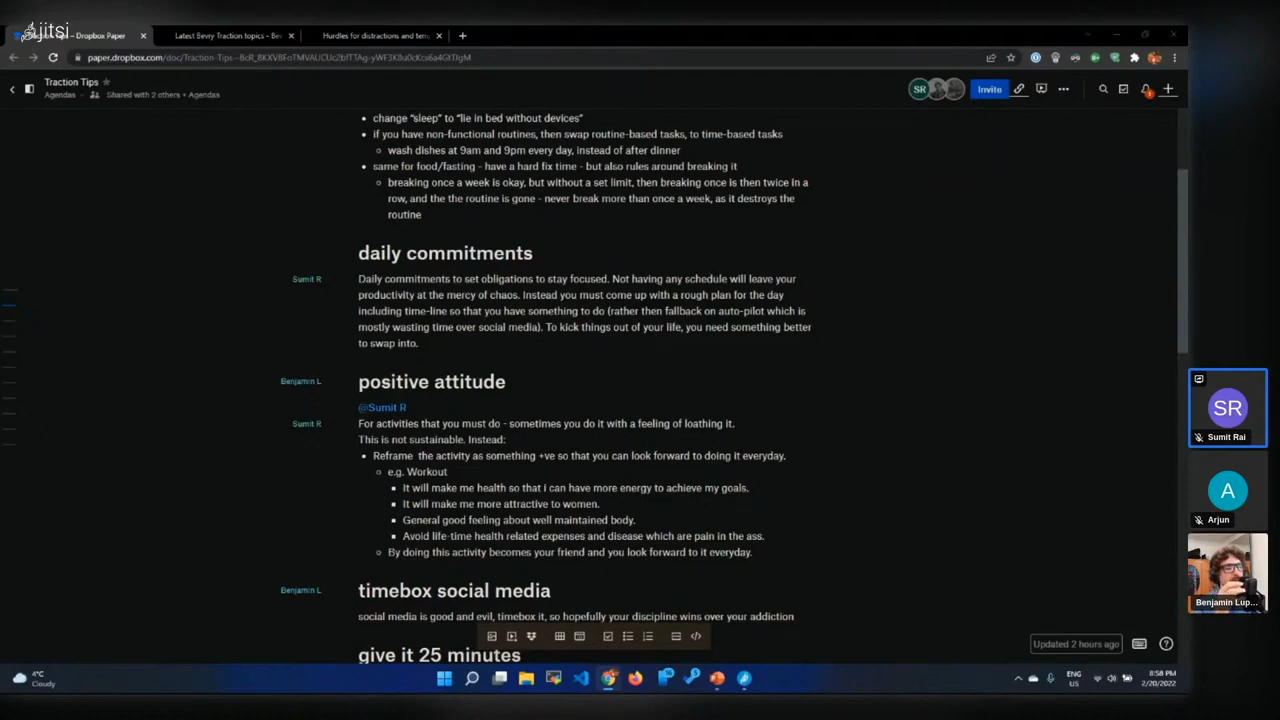 jitsi
Traction Tips – Dropbox Paper
Latest Bevry Traction topics - Bev
Hurdles for distractions and tem
Traction Tips
Agendas
Shared with 2 others • Agendas
SR
Invite
change “sleep” to “lie in bed without devices”
if you have non-functional routines, then swap routine-based tasks, to time-based tasks
wash dishes at 9am and 9pm every day, instead of after dinner
same for food/fasting - have a hard fix time - but also rules around breaking it
breaking once a week is okay, but without a set limit, then breaking once is then twice in a
row, and the the routine is gone - never break more than once a week, as it destroys the
routine
daily commitments
Sumit R
Daily commitments to set obligations to stay focused. Not having any schedule will leave your
productivity at the mercy of chaos. Instead you must come up with a rough plan for the day
including time-line so that you have something to do (rather then fallback on auto-pilot which is
mostly wasting time over social media). To kick things out of your life, you need something better
to swap into.
Benjamin L
positive attitude
@Sumit R
Sumit R
For activities that you must do - sometimes you do it with a feeling of loathing it.
This is not sustainable. Instead:
Reframe the activity as something +ve so that you can look forward to doing it everyday.
e.g. Workout
It will make me health so that i can have more energy to achieve my goals.
It will make me more attractive to women.
General good feeling about well maintained body.
Avoid life-time health related expenses and disease which are pain in the ass.
By doing this activity becomes your friend and you look forward to it everyday.
Benjamin L
timebox social media
social media is good and evil, timebox it, so hopefully your discipline wins over your addiction
give it 25 minutes
Updated 2 hours ago
SR
Sumit Rai
A
Arjun
Benjamin Lup...
4°C
Cloudy
ENG
US
8:58 PM
2/20/2022